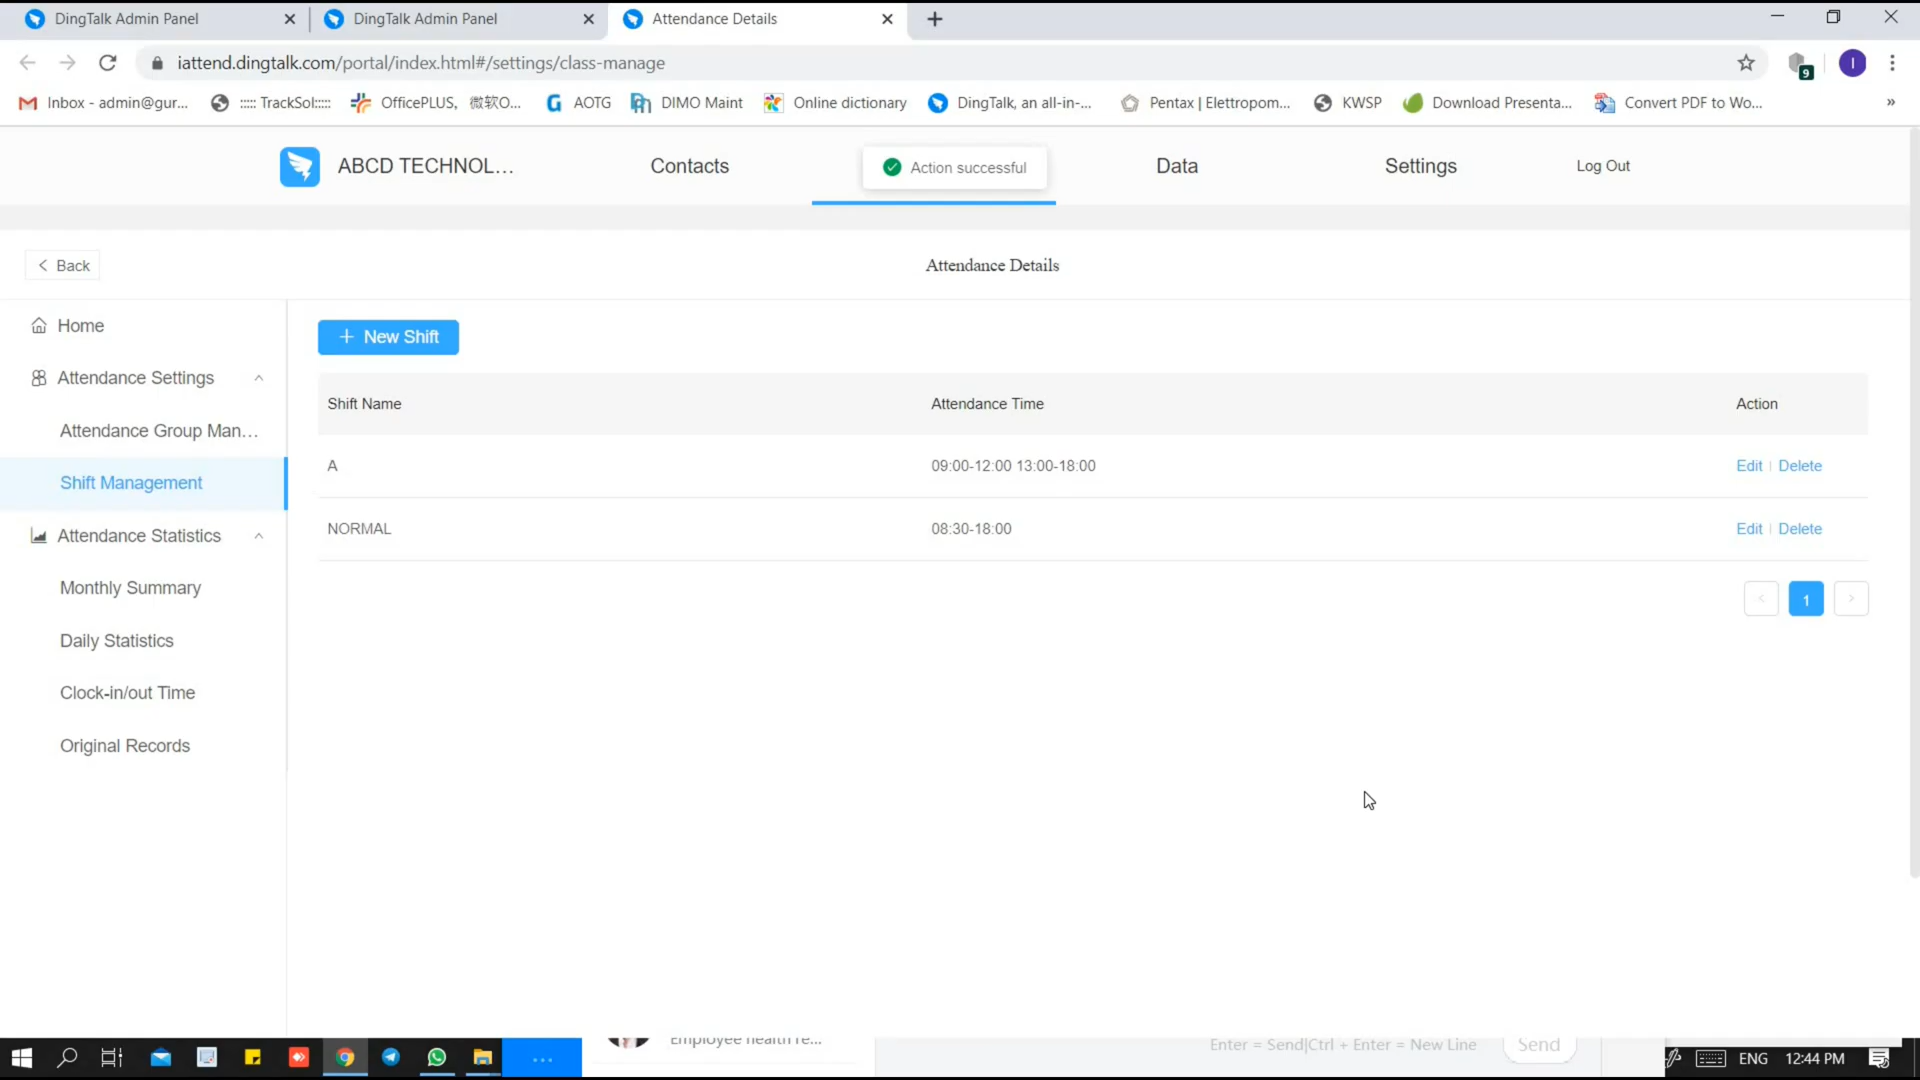 DingTalk Admin Panel
DingTalk Admin Panel
Attendance Details
iattend.dingtalk.com/portal/index.html#/settings/class-manage
9
I
Inbox - admin@gur...
::::: TrackSol:::::
OfficePLUS, 微软O...
AOTG
DIMO Maint
Online dictionary
DingTalk, an all-in-...
Pentax | Elettropom...
KWSP
Download Presenta...
Convert PDF to Wo...
»
ABCD TECHNOL...
Contacts
Action successful
Data
Settings
Log Out
< Back
Attendance Details
Home
Attendance Settings
Attendance Group Man...
Shift Management
Attendance Statistics
Monthly Summary
Daily Statistics
Clock-in/out Time
Original Records
+ New Shift
Shift Name
Attendance Time
Action
A
09:00-12:00 13:00-18:00
Edit | Delete
NORMAL
08:30-18:00
Edit | Delete
< 1 >
Employee health re...
Enter = Send|Ctrl + Enter = New Line
Send
ENG
12:44 PM